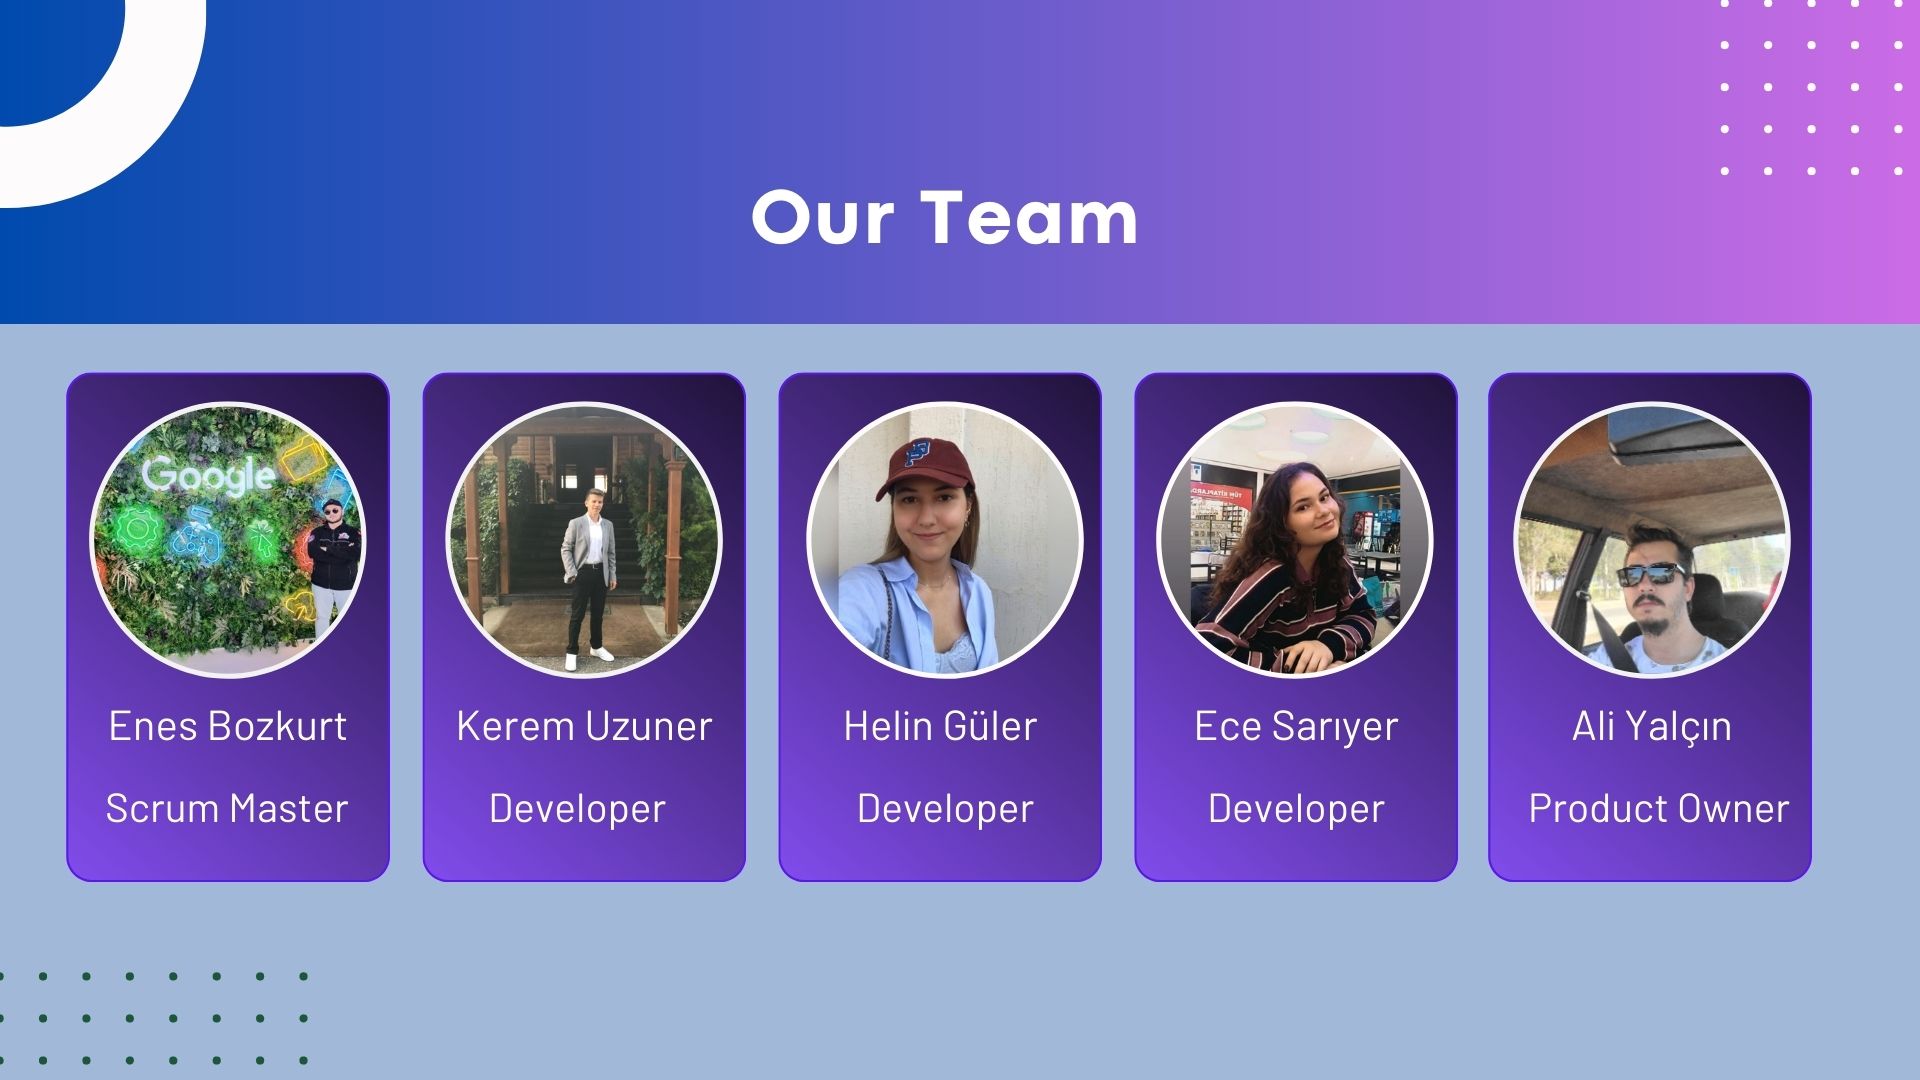 Our Team
Google
Enes Bozkurt
Scrum Master
Kerem Uzuner
Developer
Helin Güler
Developer
Ece Sarıyer
Developer
Ali Yalçın
Product Owner